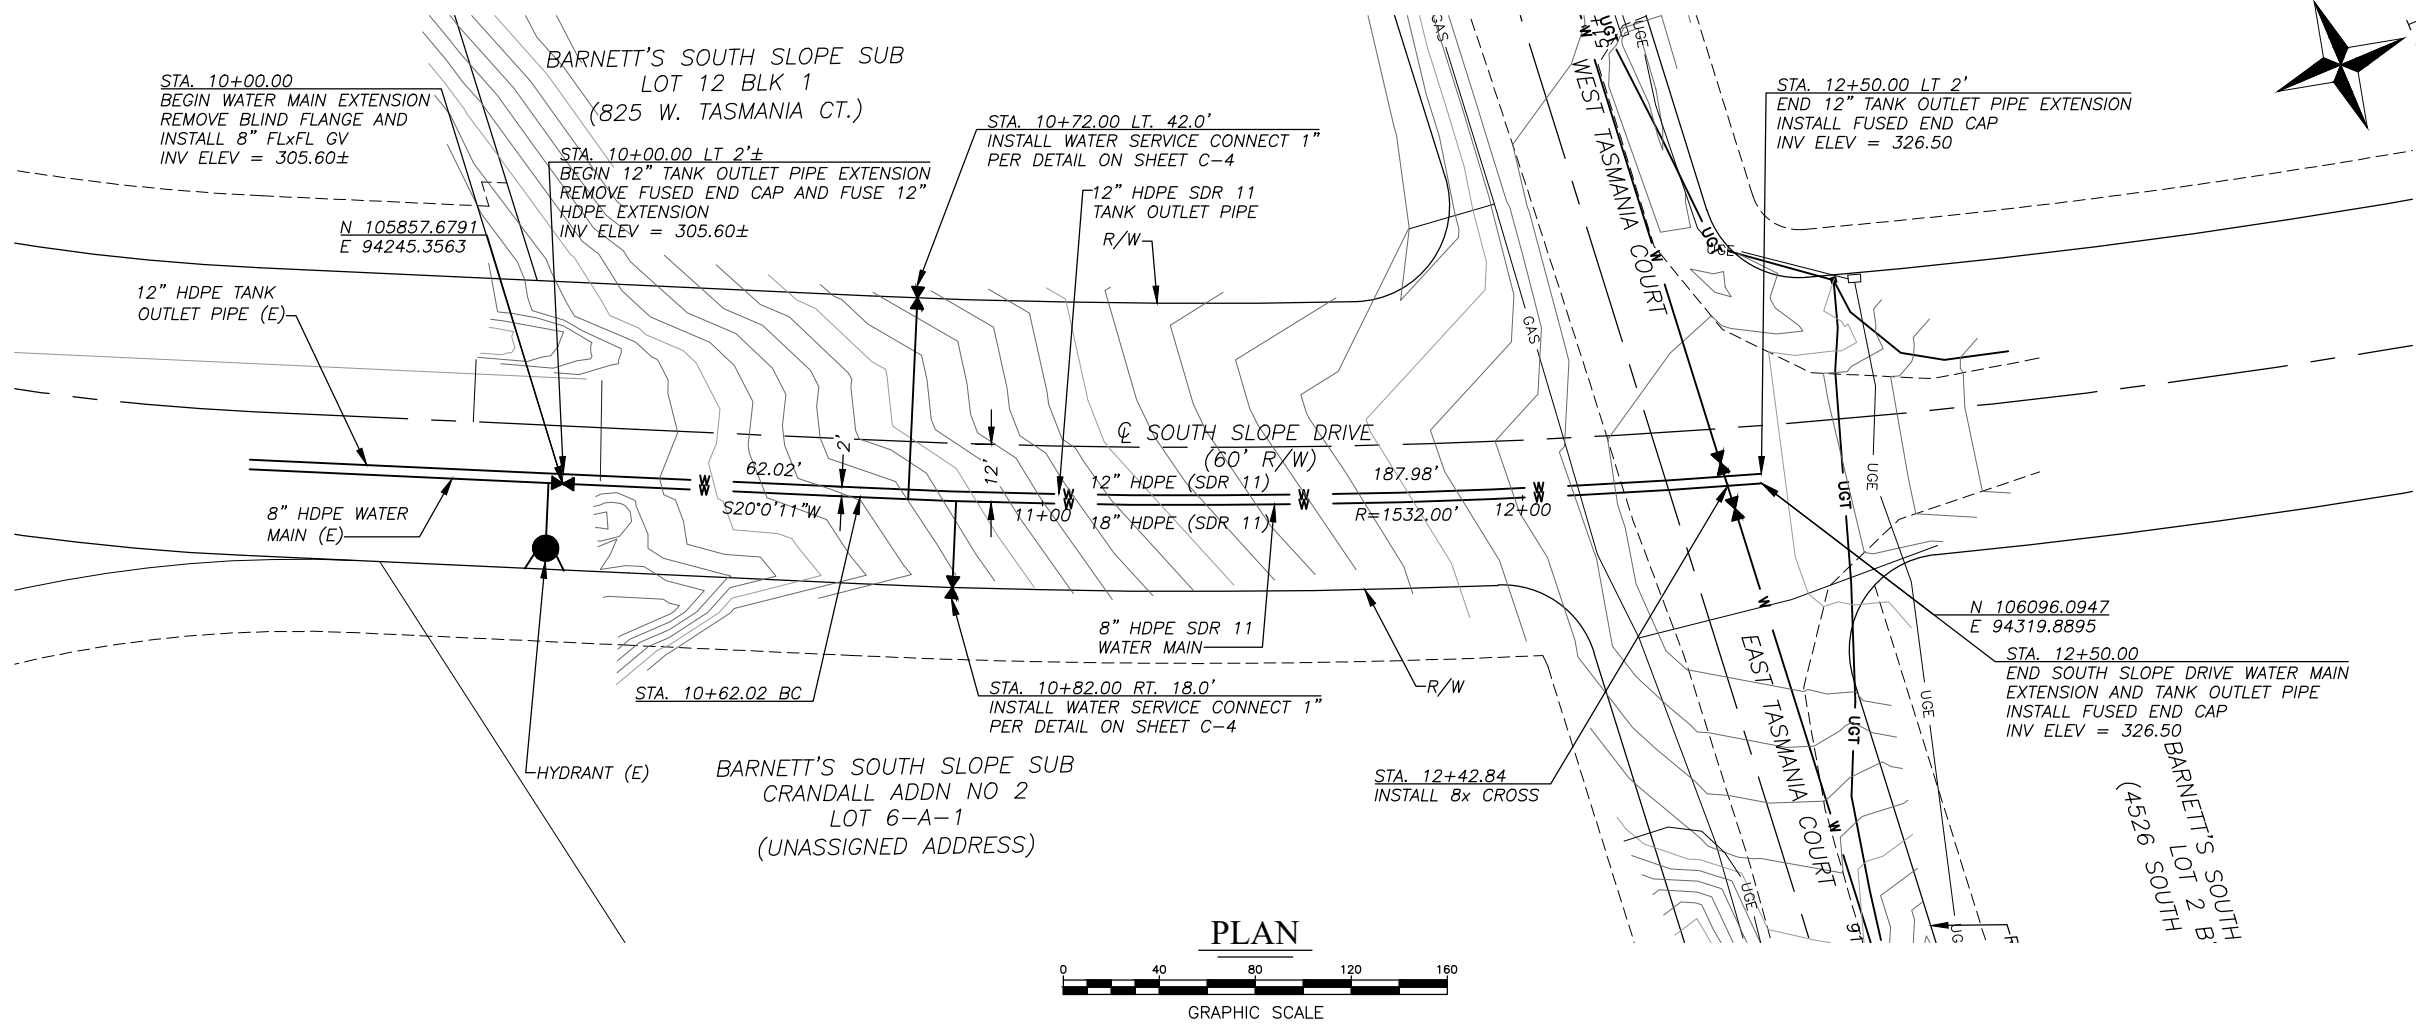 BARNETT'S SOUTH SLOPE SUB
LOT 12 BLK 1
(825 W. TASMANIA CT.)
STA. 10+00.00
BEGIN WATER MAIN EXTENSION
REMOVE BLIND FLANGE AND
INSTALL 8" FLxFL GV
INV ELEV = 305.60±
STA. 10+00.00 LT 2'±
BEGIN 12" TANK OUTLET PIPE EXTENSION
REMOVE FUSED END CAP AND FUSE 12"
HDPE EXTENSION
INV ELEV = 305.60±
N 105857.6791
E 94245.3563
12" HDPE TANK
OUTLET PIPE (E)
8" HDPE WATER
MAIN (E)
STA. 10+72.00 LT. 42.0'
INSTALL WATER SERVICE CONNECT 1"
PER DETAIL ON SHEET C-4
12" HDPE SDR 11
TANK OUTLET PIPE
R/W
GAS
GAS
UGT
UGE
W
15
WEST TASMANIA COURT
W
UGT
UGE
STA. 12+50.00 LT 2'
END 12" TANK OUTLET PIPE EXTENSION
INSTALL FUSED END CAP
INV ELEV = 326.50
℄ SOUTH SLOPE DRIVE
(60' R/W)
62.02'
2'
S20°0'11"W
12'
11+00
W
W
W
W
12" HDPE (SDR 11)
18" HDPE (SDR 11)
W
W
187.98'
R=1532.00'
12+00
W
W
UGT
UGE
8" HDPE SDR 11
WATER MAIN
R/W
STA. 10+62.02 BC
STA. 10+82.00 RT. 18.0'
INSTALL WATER SERVICE CONNECT 1"
PER DETAIL ON SHEET C-4
HYDRANT (E)
BARNETT'S SOUTH SLOPE SUB
CRANDALL ADDN NO 2
LOT 6-A-1
(UNASSIGNED ADDRESS)
STA. 12+42.84
INSTALL 8x CROSS
W
EAST TASMANIA COURT
W
UGT
UGE
UGE
N 106096.0947
E 94319.8895
STA. 12+50.00
END SOUTH SLOPE DRIVE WATER MAIN
EXTENSION AND TANK OUTLET PIPE
INSTALL FUSED END CAP
INV ELEV = 326.50
BARNETT'S SOUTH
LOT 2 B
(4526 SOUTH
PLAN
0 40 80 120 160
GRAPHIC SCALE